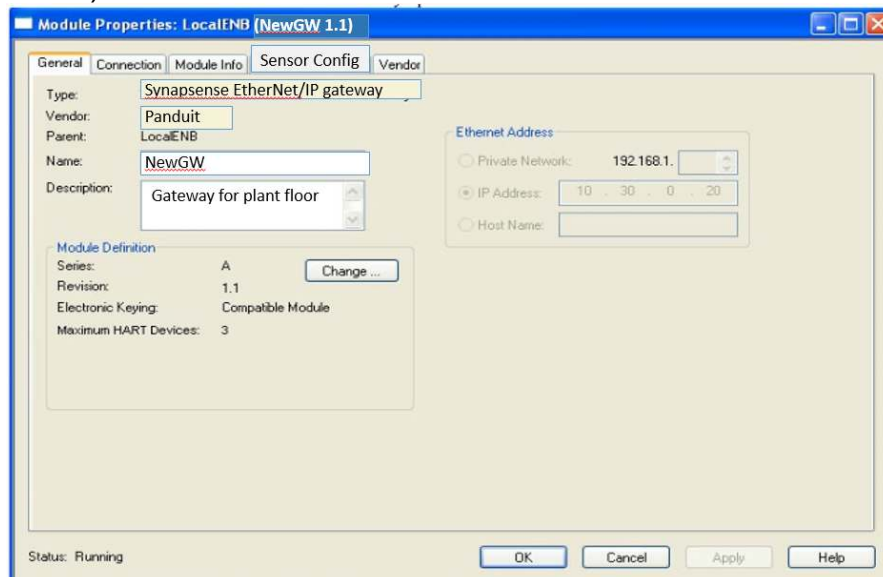 Module Properties: LocalENB (NewGW 1.1)
General Connection Module Info Sensor Config Vendor
Type: Synapsense EtherNet/IP gateway
Vendor: Panduit
Parent: LocalENB
Name: NewGW
Description: Gateway for plant floor
Ethernet Address
Private Network: 192.168.1.
IP Address: 10 . 30 . 0 . 20
Host Name:
Module Definition
Series: A Change ...
Revision: 1.1
Electronic Keying: Compatible Module
Maximum HART Devices: 3
Status: Running OK Cancel Apply Help